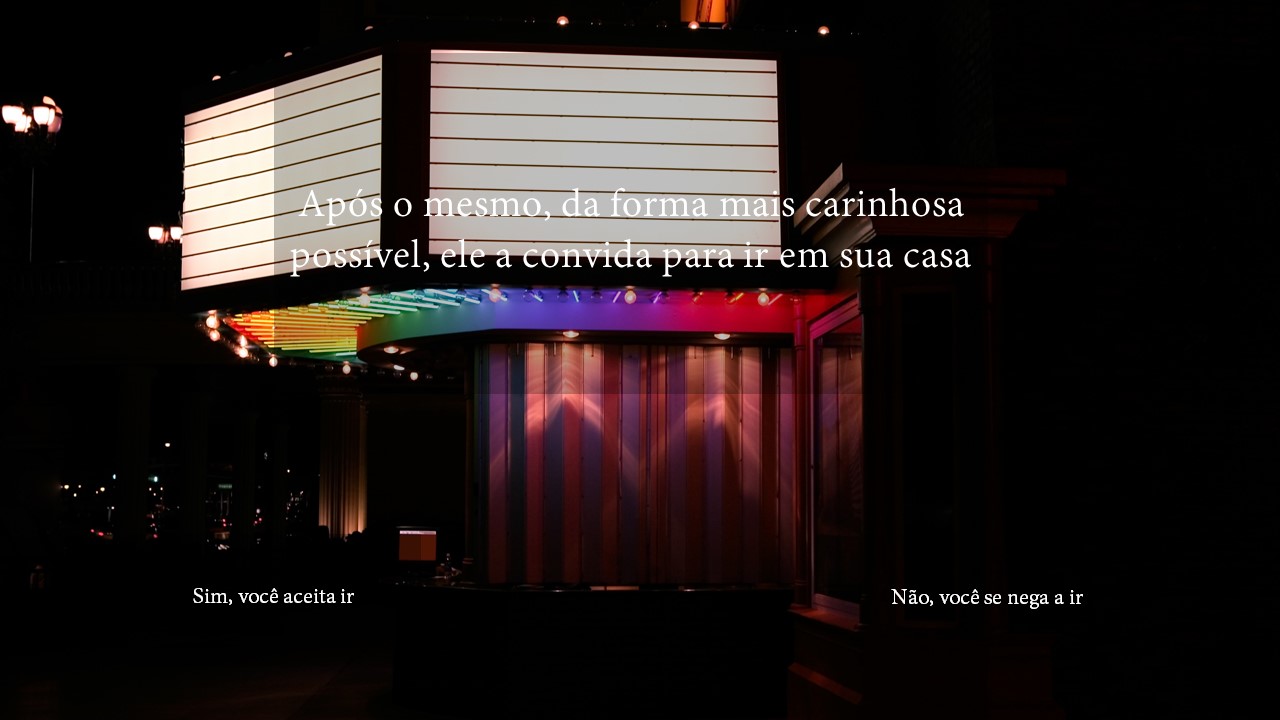 Após o mesmo, da forma mais carinhosa
possível, ele a convida para ir em sua casa
Sim, você aceita ir
Não, você se nega a ir